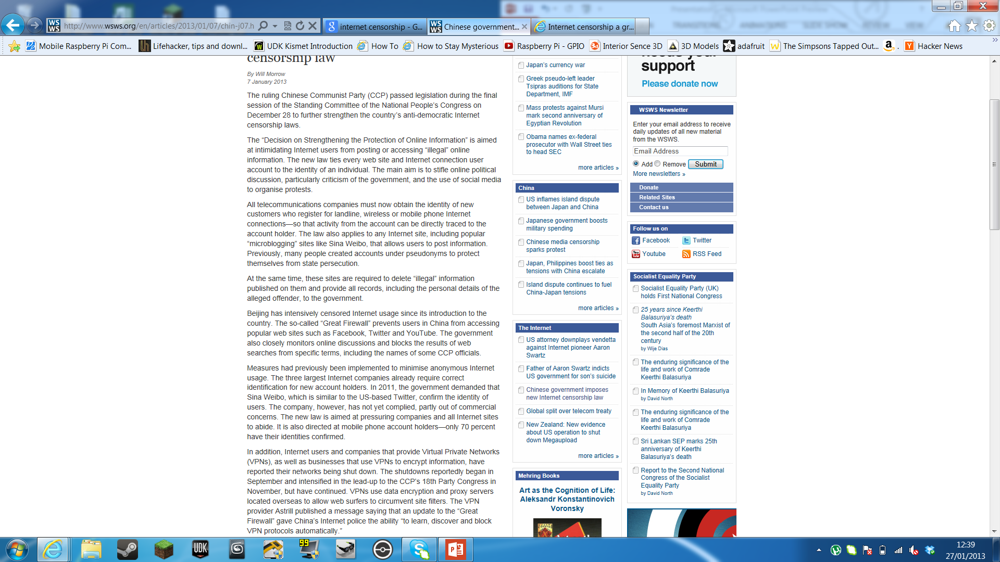 http://www.wsws.org/en/articles/2013/01/07/chin-j07.h
internet censorship - G...
Chinese government...
Internet censorship a gr...
Mobile Raspberry Pi Com...
Lifehacker, tips and downl...
UDK Kismet Introduction
How To
How to Stay Mysterious
Raspberry Pi - GPIO
Interior Sence 3D
3D Models
adafruit
The Simpsons Tapped Out...
.
Hacker News
censorship law
By Will Morrow
7 January 2013
The ruling Chinese Communist Party (CCP) passed legislation during the final
session of the Standing Committee of the National People’s Congress on
December 28 to further strengthen the country’s anti-democratic Internet
censorship laws.
The “Decision on Strengthening the Protection of Online Information” is aimed
at intimidating Internet users from posting or accessing “illegal” online
information. The new law ties every web site and Internet connection user
account to the identity of an individual. The main aim is to stifle online political
discussion, particularly criticism of the government, and the use of social media
to organise protests.
All telecommunications companies must now obtain the identity of new
customers who register for landline, wireless or mobile phone Internet
connections—so that activity from the account can be directly traced to the
account holder. The law also applies to any Internet site, including popular
“microblogging” sites like Sina Weibo, that allows users to post information.
Previously, many people created accounts under pseudonyms to protect
themselves from state persecution.
At the same time, these sites are required to delete “illegal” information
published on them and provide all records, including the personal details of the
alleged offender, to the government.
Beijing has intensively censored Internet usage since its introduction to the
country. The so-called “Great Firewall” prevents users in China from accessing
popular web sites such as Facebook, Twitter and YouTube. The government
also closely monitors online discussions and blocks the results of web
searches from specific terms, including the names of some CCP officials.
Measures had previously been implemented to minimise anonymous Internet
usage. The three largest Internet companies already require correct
identification for new account holders. In 2011, the government demanded that
Sina Weibo, which is similar to the US-based Twitter, confirm the identity of
users. The company, however, has not yet complied, partly out of commercial
concerns. The new law is aimed at pressuring companies and all Internet sites
to abide. It is also directed at mobile phone account holders—only 70 percent
have their identities confirmed.
In addition, Internet users and companies that provide Virtual Private Networks
(VPNs), as well as businesses that use VPNs to encrypt information, have
reported their networks being shut down. The shutdowns reportedly began in
September and intensified in the lead-up to the CCP’s 18th Party Congress in
November, but have continued. VPNs use data encryption and proxy servers
located overseas to allow web surfers to circumvent site filters. The VPN
provider Astrill published a message saying that an update to the “Great
Firewall” gave China’s Internet police the ability “to learn, discover and block
VPN protocols automatically.”
Japan’s currency war
Greek pseudo-left leader
Tsipras auditions for State
Department, IMF
Mass protests against Mursi
mark second anniversary of
Egyptian Revolution
Obama names ex-federal
prosecutor with Wall Street ties
to head SEC
more articles »
China
US inflames island dispute
between Japan and China
Japanese government boosts
military spending
Chinese media censorship
sparks protest
Japan, Philippines boost ties as
tensions with China escalate
Island dispute continues to fuel
China-Japan tensions
more articles »
The Internet
US attorney downplays vendetta
against Internet pioneer Aaron
Swartz
Father of Aaron Swartz indicts
US government for son’s suicide
Chinese government imposes
new Internet censorship law
Global split over telecom treaty
New Zealand: New evidence
about US operation to shut
down Megaupload
more articles »
Mehring Books
Art as the Cognition of Life:
Aleksandr Konstantinovich
Voronsky
needs your
support
Please donate now
WSWS Newsletter
Enter your email address to receive
daily updates of all new material
from the WSWS.
Email Address
Add Remove Submit
More newsletters »
Donate
Related Sites
Contact us
Follow us on
Facebook Twitter
Youtube RSS Feed
Socialist Equality Party
Socialist Equality Party (UK)
holds First National Congress
25 years since Keerthi
Balasuriya’s death
South Asia’s foremost Marxist of
the second half of the 20th
century
by Wije Dias
The enduring significance of the
life and work of Comrade
Keerthi Balasuriya
In Memory of Keerthi Balasuriya
by David North
The enduring significance of the
life and work of Comrade
Keerthi Balasuriya
Sri Lankan SEP marks 25th
anniversary of Keerthi
Balasuriya’s death
Report to the Second National
Congress of the Socialist
Equality Party
by David North
UDK
99
12:39
27/01/2013